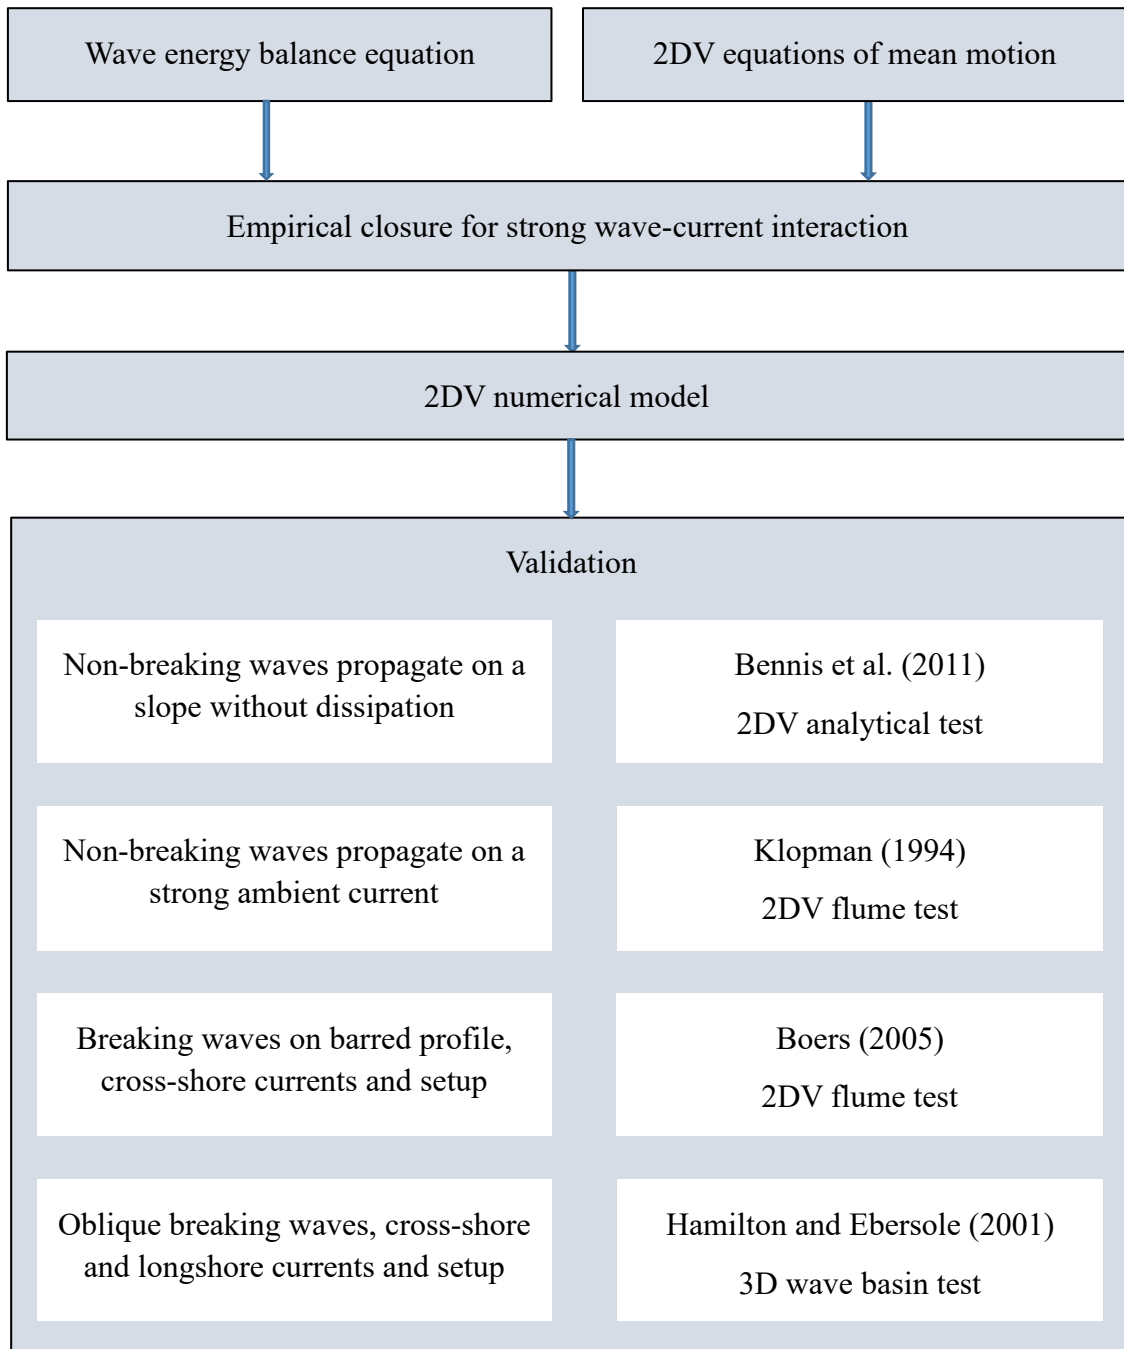 Wave energy balance equation
2DV equations of mean motion
Empirical closure for strong wave-current interaction
2DV numerical model
Validation
Non-breaking waves propagate on a
slope without dissipation
Bennis et al. (2011)
2DV analytical test
Non-breaking waves propagate on a
strong ambient current
Klopman (1994)
2DV flume test
Breaking waves on barred profile,
cross-shore currents and setup
Boers (2005)
2DV flume test
Oblique breaking waves, cross-shore
and longshore currents and setup
Hamilton and Ebersole (2001)
3D wave basin test